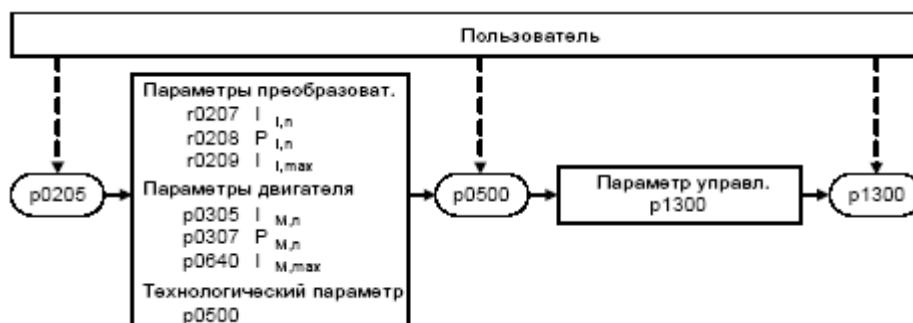 Пользователь
Параметры преобразоват.
r0207 I I,n
r0208 P I,n
r0209 I I,max
Параметры двигателя
p0305 I M,n
p0307 P M,n
p0640 I M,max
Технологический параметр
p0500
p0205
p0500
Параметр управл.
p1300
p1300